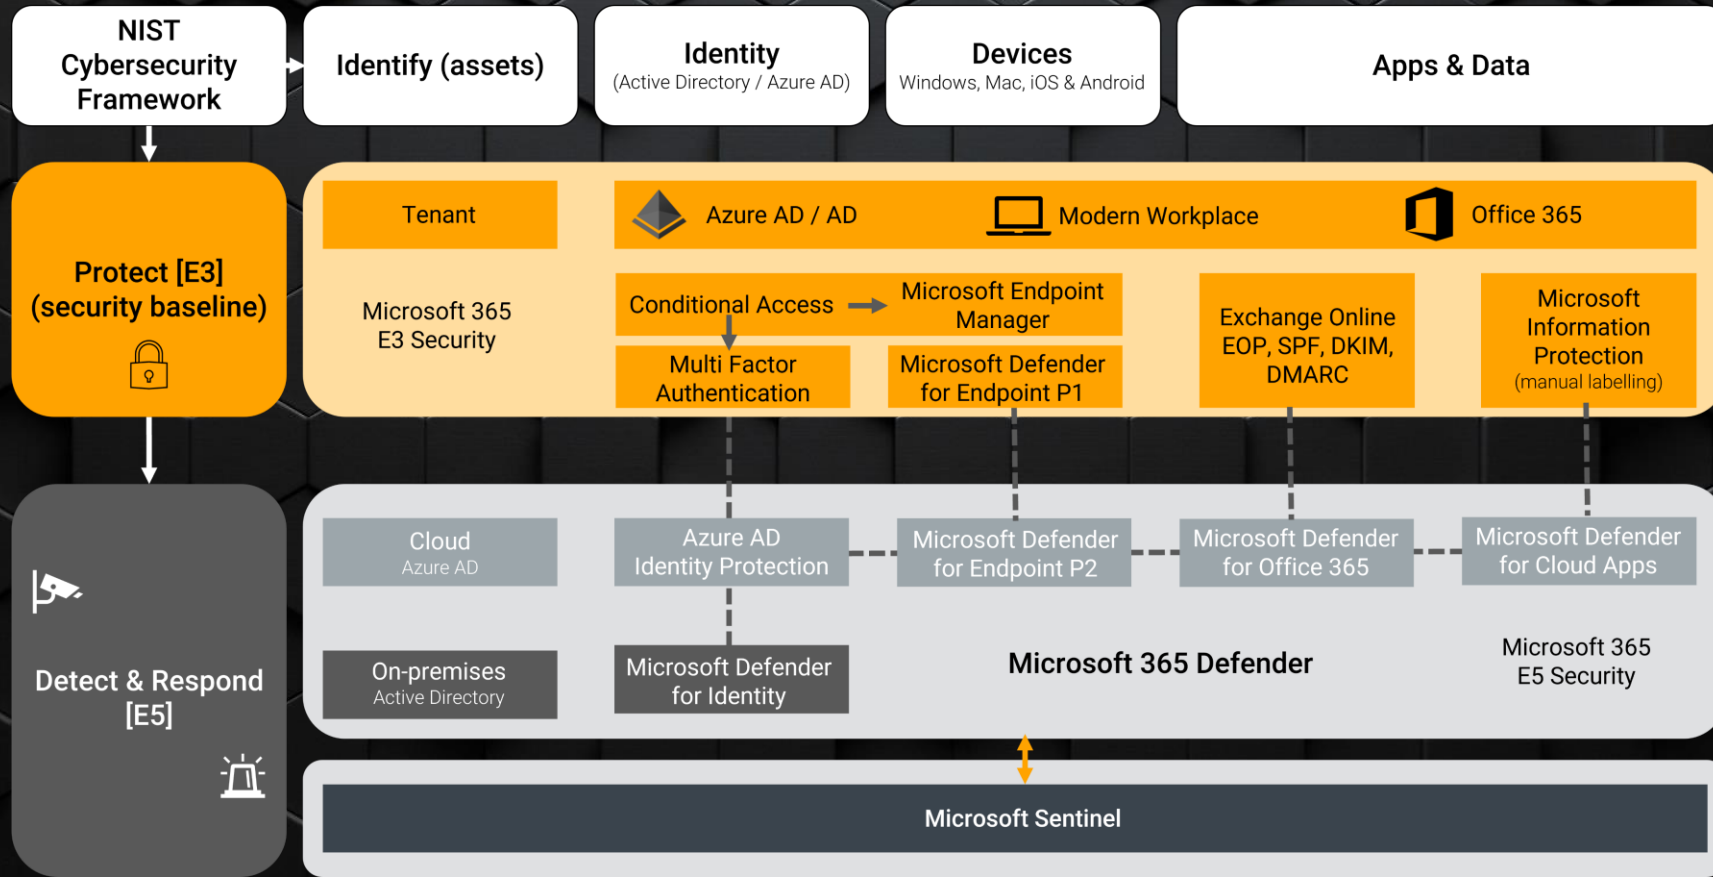 NIST
Cybersecurity
Framework
Identify (assets)
Identity
(Active Directory / Azure AD)
Devices
Windows, Mac, iOS & Android
Apps & Data
Protect [E3]
(security baseline)
Tenant
Azure AD / AD
Modern Workplace
Office 365
Microsoft 365
E3 Security
Conditional Access
Microsoft Endpoint
Manager
Multi Factor
Authentication
Microsoft Defender
for Endpoint P1
Exchange Online
EOP, SPF, DKIM,
DMARC
Microsoft
Information
Protection
(manual labelling)
Detect & Respond
[E5]
Cloud
Azure AD
Azure AD
Identity Protection
Microsoft Defender
for Endpoint P2
Microsoft Defender
for Office 365
Microsoft Defender
for Cloud Apps
On-premises
Active Directory
Microsoft Defender
for Identity
Microsoft 365 Defender
Microsoft 365
E5 Security
Microsoft Sentinel